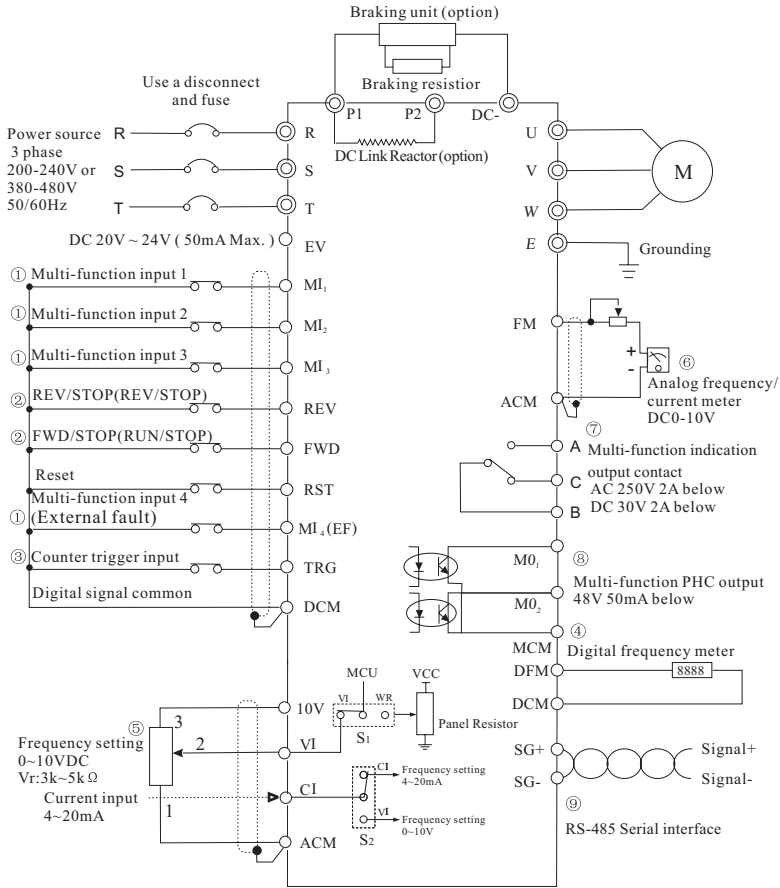 Braking unit (option)
Braking resistior
Use a disconnect
and fuse
P1
P2
DC-
DC Link Reactor (option)
Power source
3 phase
200-240V or
380-480V
50/60Hz
R
R
S
S
T
T
DC 20V ~ 24V ( 50mA Max. )
EV
① Multi-function input 1
MI₁
① Multi-function input 2
MI₂
① Multi-function input 3
MI₃
② REV/STOP(REV/STOP)
REV
② FWD/STOP(RUN/STOP)
FWD
Reset
RST
Multi-function input 4
① (External fault)
MI₄(EF)
③ Counter trigger input
TRG
Digital signal common
DCM
U
V
W
M
E
Grounding
FM
+
-
⑥
Analog frequency/
current meter
DC0-10V
ACM
⑦
A
Multi-function indication
output contact
C
AC 250V 2A below
B
DC 30V 2A below
M0₁
⑧
Multi-function PHC output
48V 50mA below
M0₂
④
MCM
Digital frequency meter
DFM
8888
DCM
SG+
Signal+
SG-
Signal-
⑨
RS-485 Serial interface
⑤
Frequency setting
0~10VDC
Vr:3k~5kΩ
3
2
1
Current input
4~20mA
10V
VI
CI
ACM
MCU
VCC
VI
WR
S1
Panel Resistor
CI
Frequency setting
4~20mA
VI
Frequency setting
0~10V
S2